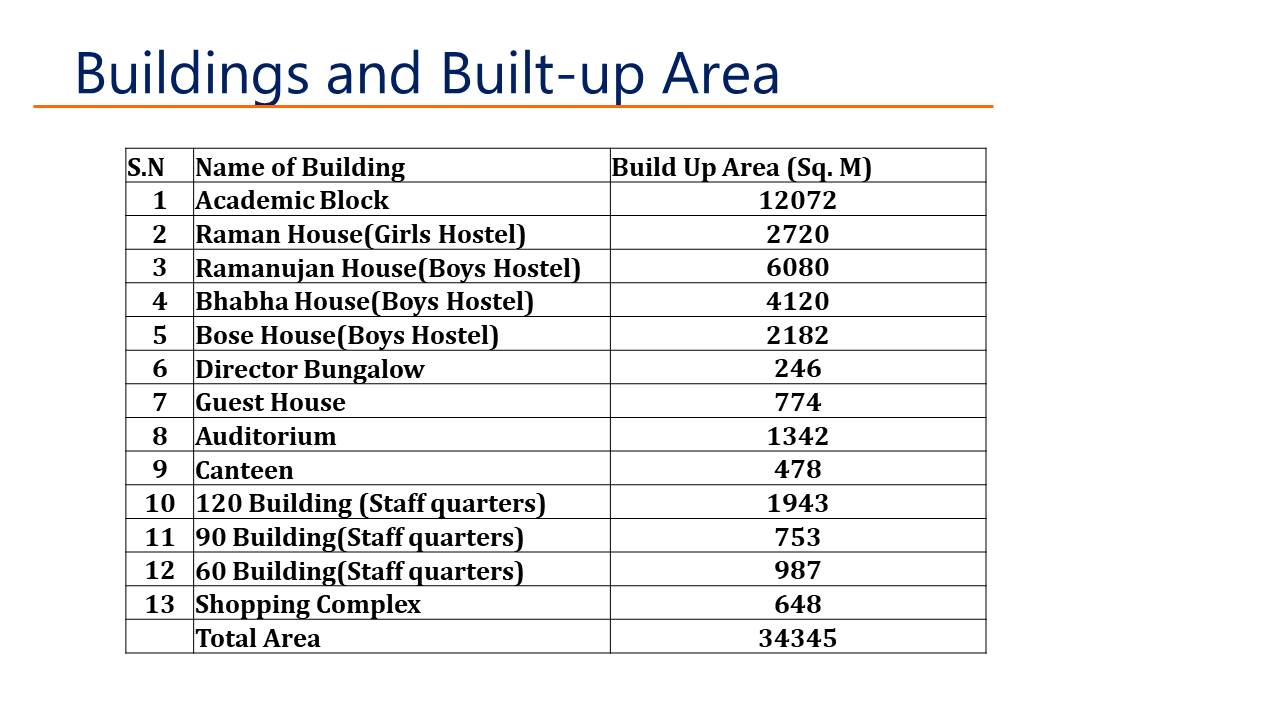 Buildings and Built-up Area
S.N Name of Building Build Up Area (Sq. M)
1 Academic Block 12072
2 Raman House(Girls Hostel) 2720
3 Ramanujan House(Boys Hostel) 6080
4 Bhabha House(Boys Hostel) 4120
5 Bose House(Boys Hostel) 2182
6 Director Bungalow 246
7 Guest House 774
8 Auditorium 1342
9 Canteen 478
10 120 Building (Staff quarters) 1943
11 90 Building(Staff quarters) 753
12 60 Building(Staff quarters) 987
13 Shopping Complex 648
Total Area 34345